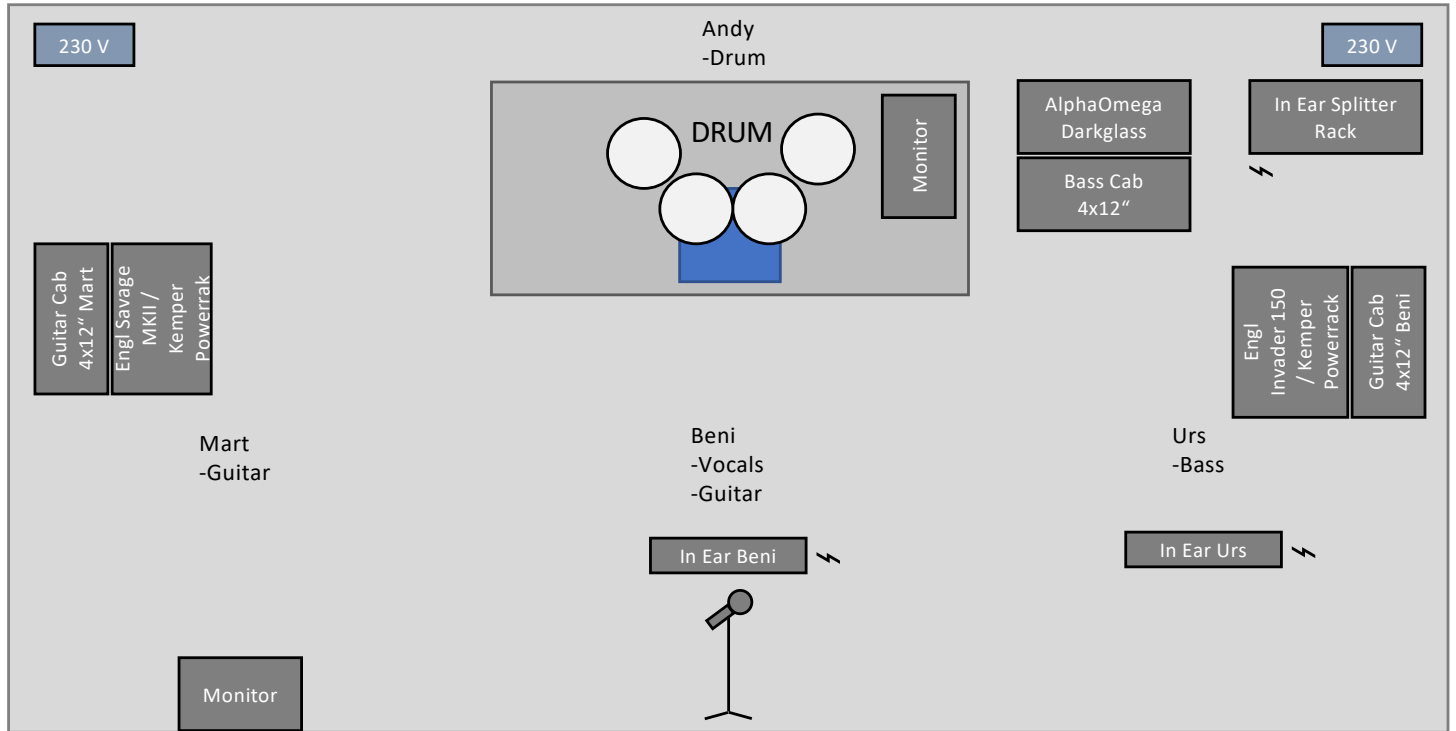 Andy
-Drum
230 V
230 V
DRUM
Monitor
AlphaOmega
Darkglass
Bass Cab
4x12“
In Ear Splitter
Rack
Guitar Cab
4x12“ Mart
Engl Savage
MKII /
Kemper
Powerrak
Engl
Invader 150
/ Kemper
Powerrack
Guitar Cab
4x12“ Beni
Mart
-Guitar
Beni
-Vocals
-Guitar
Urs
-Bass
In Ear Beni
In Ear Urs
Monitor